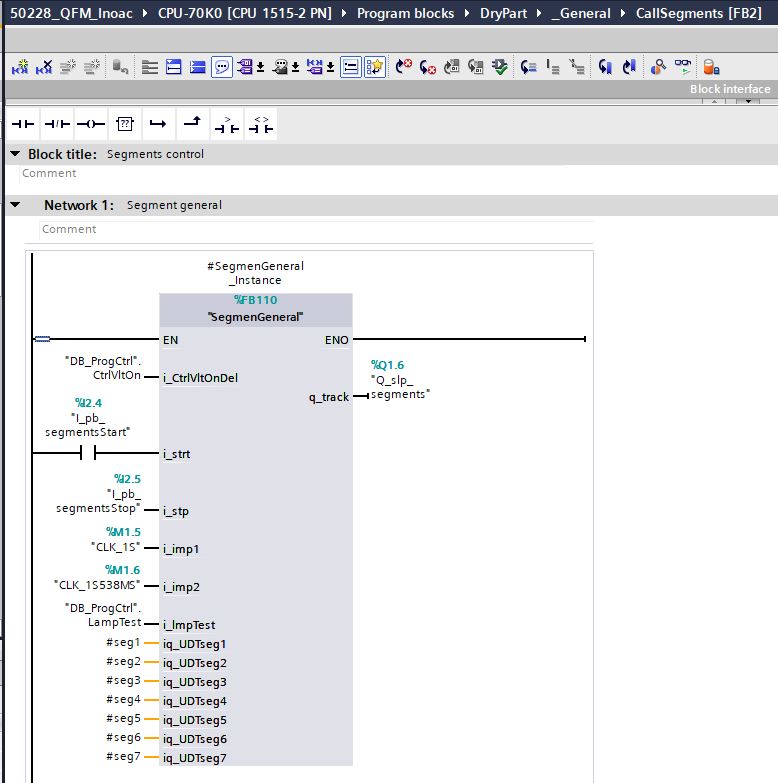 50228_QFM_Inoac CPU-70K0 [CPU 1515-2 PN] Program blocks DryPart _General CallSegments [FB2]
Block interface
??
>
< >
Block title: Segments control
Comment
Network 1: Segment general
Comment
#SegmenGeneral
_Instance
%FB110
"SegmenGeneral"
EN ENO
"DB_ProgCtrl".
CtrlVltOn i_CtrlVltOnDel
%Q1.6
"Q_slp_
segments"
q_track
%I2.4
"I_pb_
segmentsStart"
i_strt
%I2.5
"I_pb_
segmentsStop" i_stp
%M1.5
"CLK_1S" i_imp1
%M1.6
"CLK_1S538MS" i_imp2
"DB_ProgCtrl".
LampTest i_lmpTest
#seg1 iq_UDTseg1
#seg2 iq_UDTseg2
#seg3 iq_UDTseg3
#seg4 iq_UDTseg4
#seg5 iq_UDTseg5
#seg6 iq_UDTseg6
#seg7 iq_UDTseg7